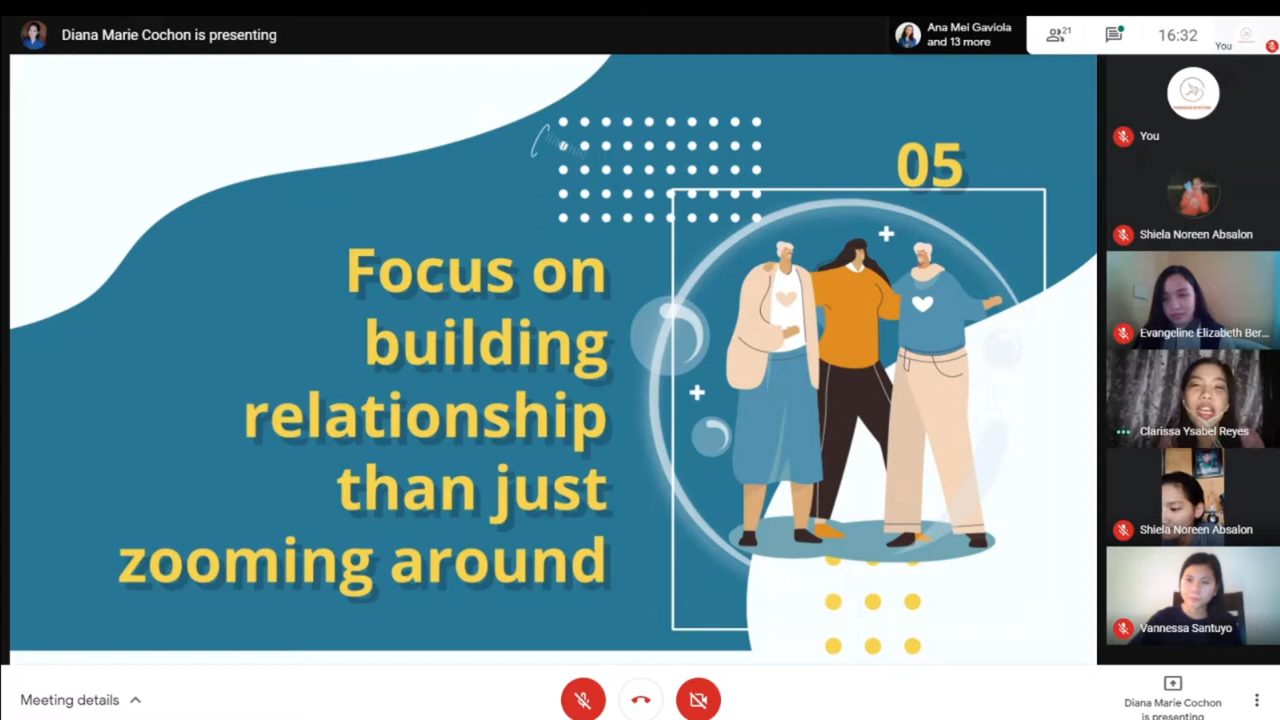 Diana Marie Cochon is presenting
Ana Mei Gaviola
and 13 more
21
16:32
You
05
Focus on
building
relationship
than just
zooming around
You
Shiela Noreen Absalon
Evangeline Elizabeth Ber...
Clarissa Ysabel Reyes
Shiela Noreen Absalon
Vannessa Santuyo
Meeting details
Diana Marie Cochon
is presenting